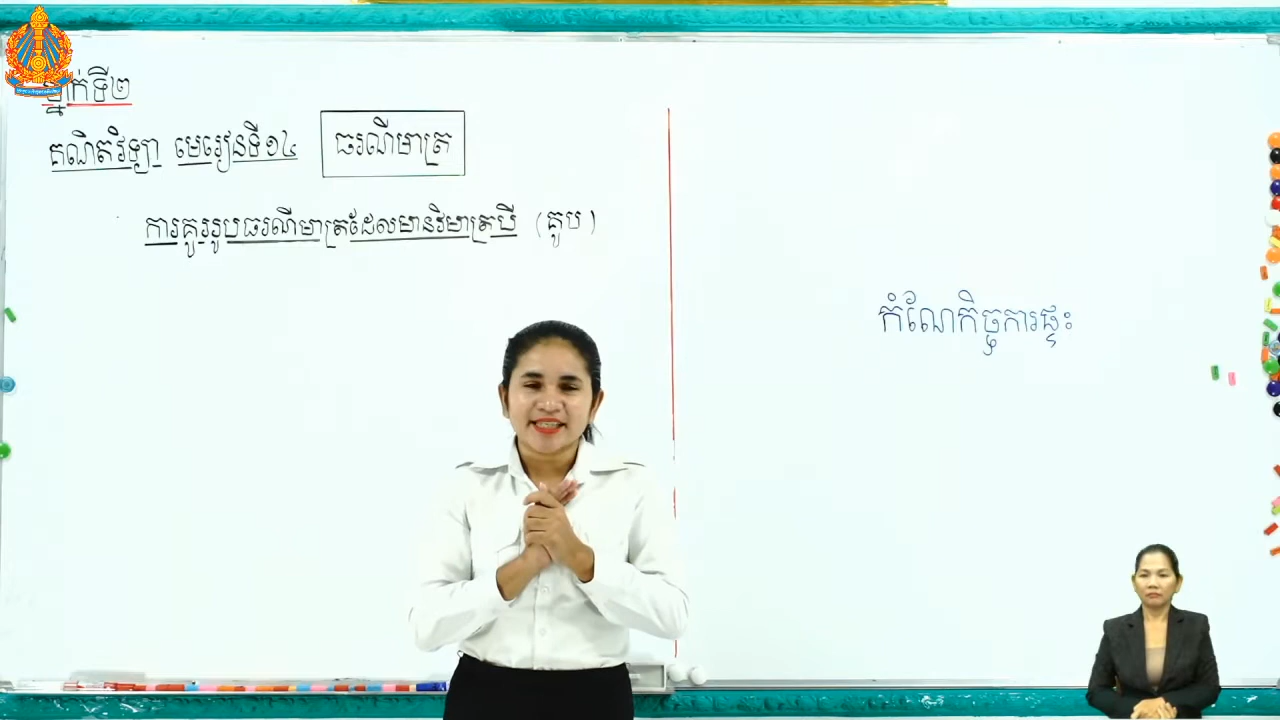 ថ្នាក់ទី២
គណិតវិទ្យា មេរៀនទី១៤ ធរណីមាត្រ
ការគូររូបធរណីមាត្រដែលមានវិមាត្របី (គូប)
កំណែកិច្ចការផ្ទះ